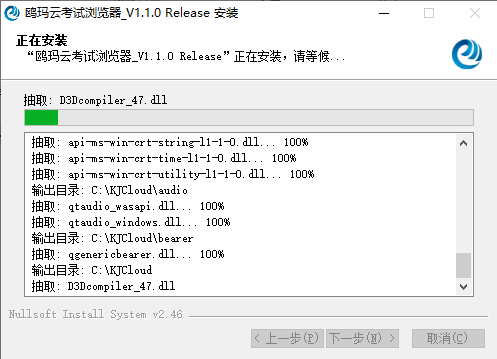 鸥玛云考试浏览器_V1.1.0 Release 安装
正在安装
“鸥玛云考试浏览器_V1.1.0 Release”正在安装，请等候...
抽取: D3Dcompiler_47.dll
抽取: api-ms-win-crt-string-l1-1-0.dll... 100%
抽取: api-ms-win-crt-time-l1-1-0.dll... 100%
抽取: api-ms-win-crt-utility-l1-1-0.dll... 100%
输出目录: C:\KJCloud\audio
抽取: qtaudio_wasapi.dll... 100%
抽取: qtaudio_windows.dll... 100%
输出目录: C:\KJCloud\bearer
抽取: qgenericbearer.dll... 100%
输出目录: C:\KJCloud
抽取: D3Dcompiler_47.dll
Nullsoft Install System v2.46
< 上一步(P) 下一步(N) > 取消(C)